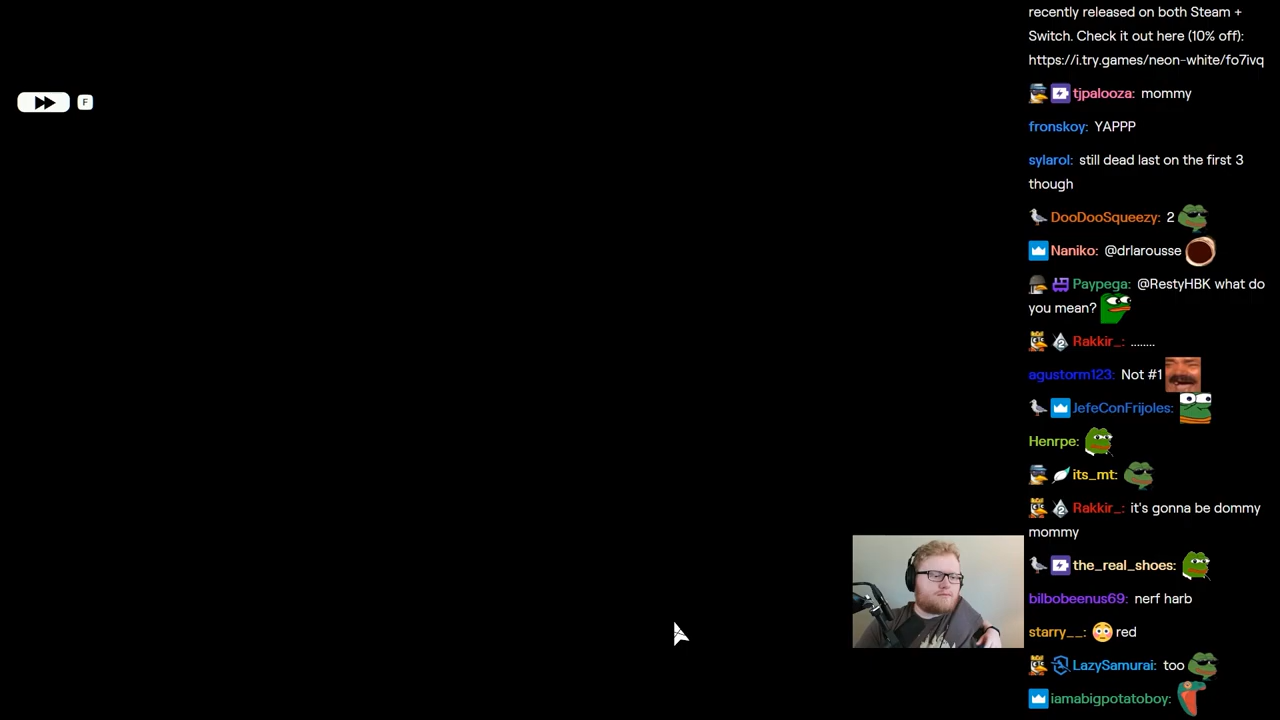 recently released on both Steam +
Switch. Check it out here (10% off):
https://i.try.games/neon-white/fo7ivq
F
tjpalooza: mommy
fronskoy: YAPPP
sylarol: still dead last on the first 3
though
DooDooSqueezy: 2
Naniko: @drlarousse
Paypega: @RestyHBK what do
you mean?
2 Rakkir_: ........
agustorm123: Not #1
JefeConFrijoles:
Henrpe:
its_mt:
2 Rakkir_: it's gonna be dommy
mommy
the_real_shoes:
bilbobeenus69: nerf harb
starry__: red
LazySamurai: too
iamabigpotatoboy: